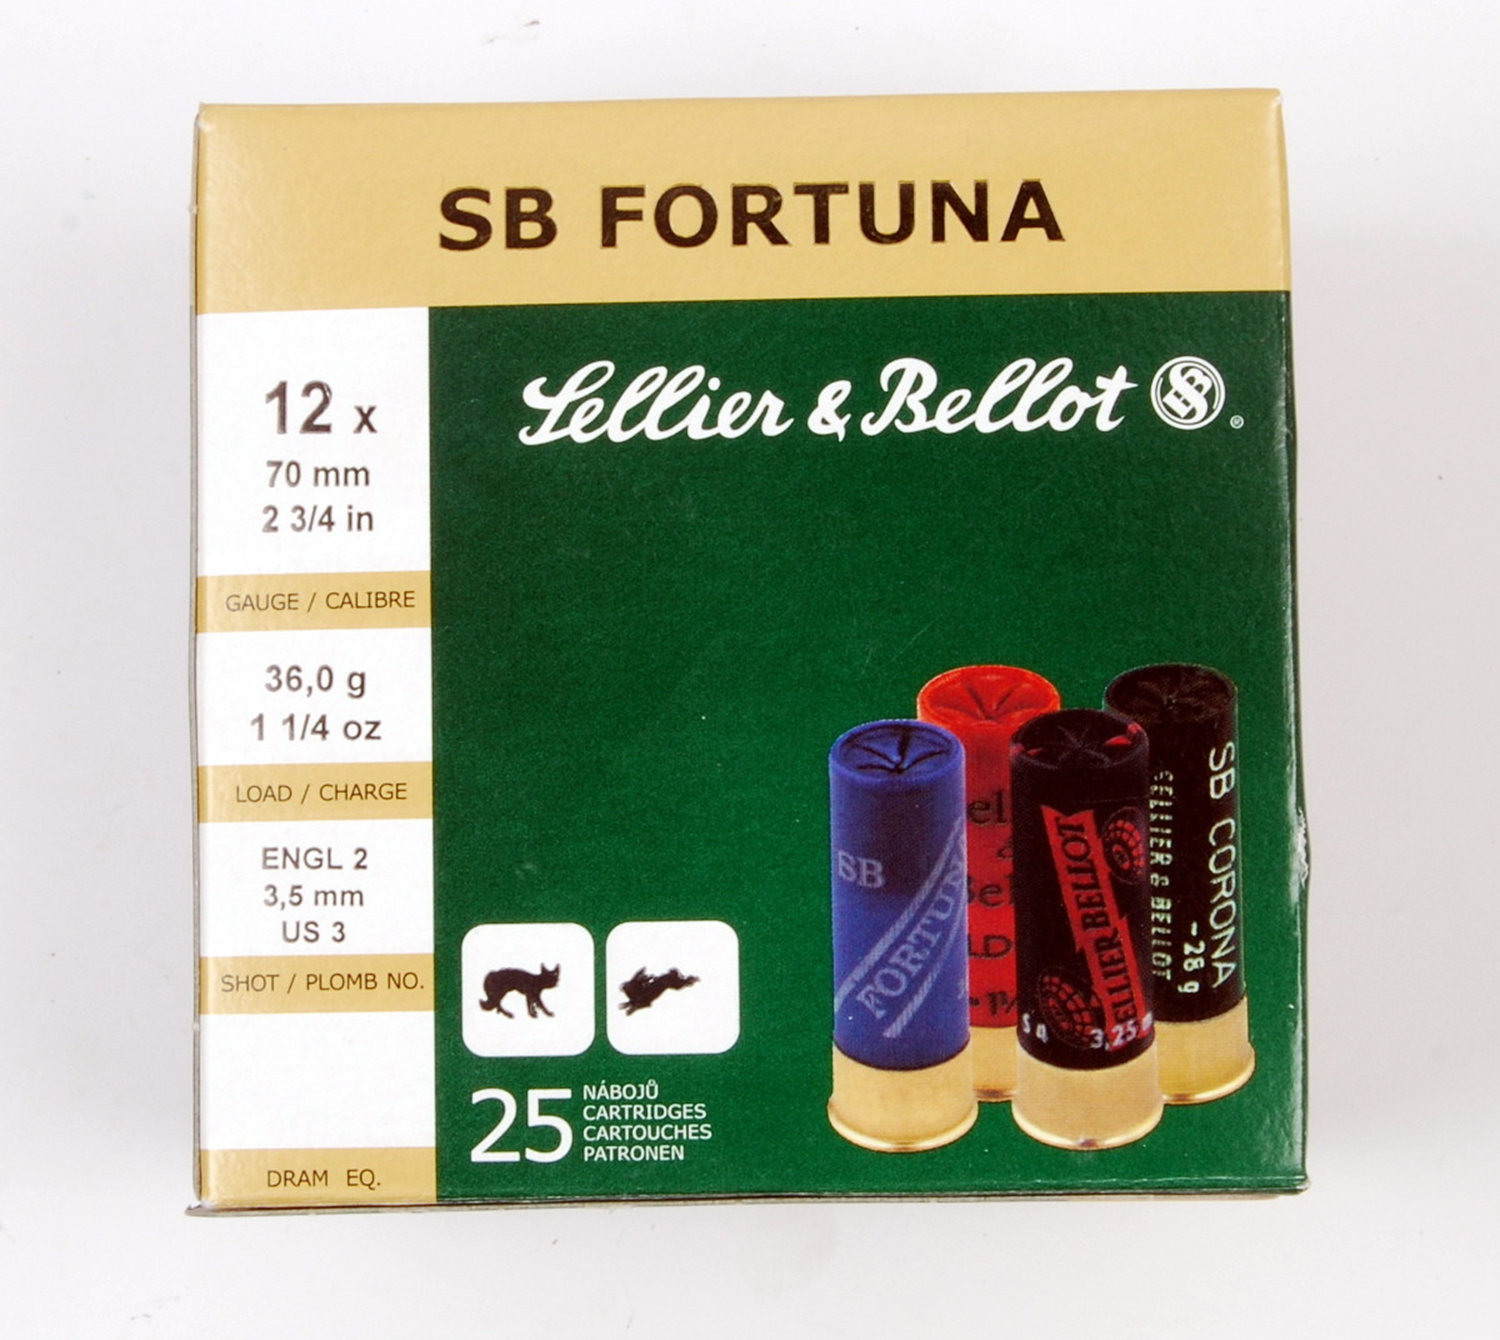 SB FORTUNA
Sellier & Bellot
12 x
70 mm
2 3/4 in
GAUGE / CALIBRE
36,0 g
1 1/4 oz
LOAD / CHARGE
ENGL 2
3,5 mm
US 3
SHOT / PLOMB NO.
DRAM EQ.
25
NÁBOJŮ
CARTRIDGES
CARTOUCHES
PATRONEN
SB
FORTUN
SELLIER BELLOT
3,25
SB CORONA
SELLIER & BELLOT
-28 g